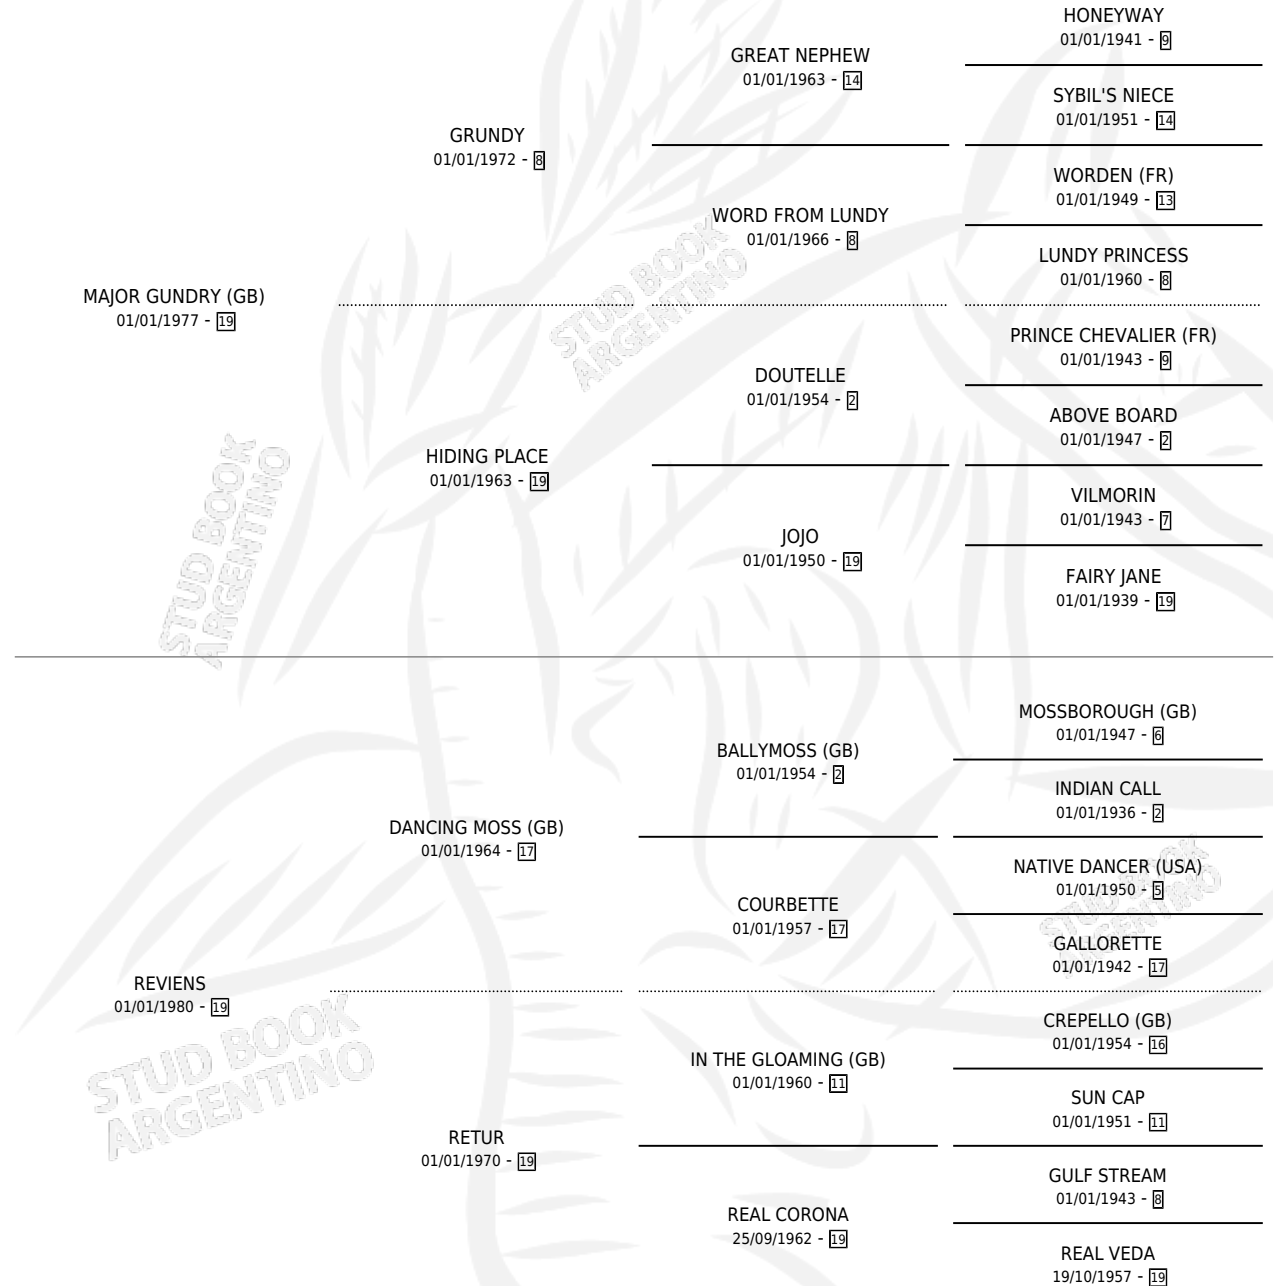 HONEYWAY
01/01/1941 - 9
GREAT NEPHEW
01/01/1963 - 14
SYBIL'S NIECE
01/01/1951 - 14
GRUNDY
01/01/1972 - 8
WORDEN (FR)
01/01/1949 - 13
WORD FROM LUNDY
01/01/1966 - 8
LUNDY PRINCESS
01/01/1960 - 8
MAJOR GUNDRY (GB)
01/01/1977 - 19
STUD BOOK
ARGENTINO
PRINCE CHEVALIER (FR)
01/01/1943 - 9
DOUTELLE
01/01/1954 - 2
ABOVE BOARD
01/01/1947 - 2
HIDING PLACE
01/01/1963 - 19
VILMORIN
01/01/1943 - 7
JOJO
01/01/1950 - 19
FAIRY JANE
01/01/1939 - 19
STUD BOOK
ARGENTINO
MOSSBOROUGH (GB)
01/01/1947 - 6
BALLYMOSS (GB)
01/01/1954 - 2
INDIAN CALL
01/01/1936 - 2
DANCING MOSS (GB)
01/01/1964 - 17
NATIVE DANCER (USA)
01/01/1950 - 5
COURBETTE
01/01/1957 - 17
STUD BOOK
ARGENTINO
GALLORETTE
01/01/1942 - 17
REVIENS
01/01/1980 - 19
CREPELLO (GB)
01/01/1954 - 16
IN THE GLOAMING (GB)
01/01/1960 - 11
STUD BOOK
ARGENTINO
SUN CAP
01/01/1951 - 11
RETUR
01/01/1970 - 19
GULF STREAM
01/01/1943 - 8
REAL CORONA
25/09/1962 - 19
REAL VEDA
19/10/1957 - 19